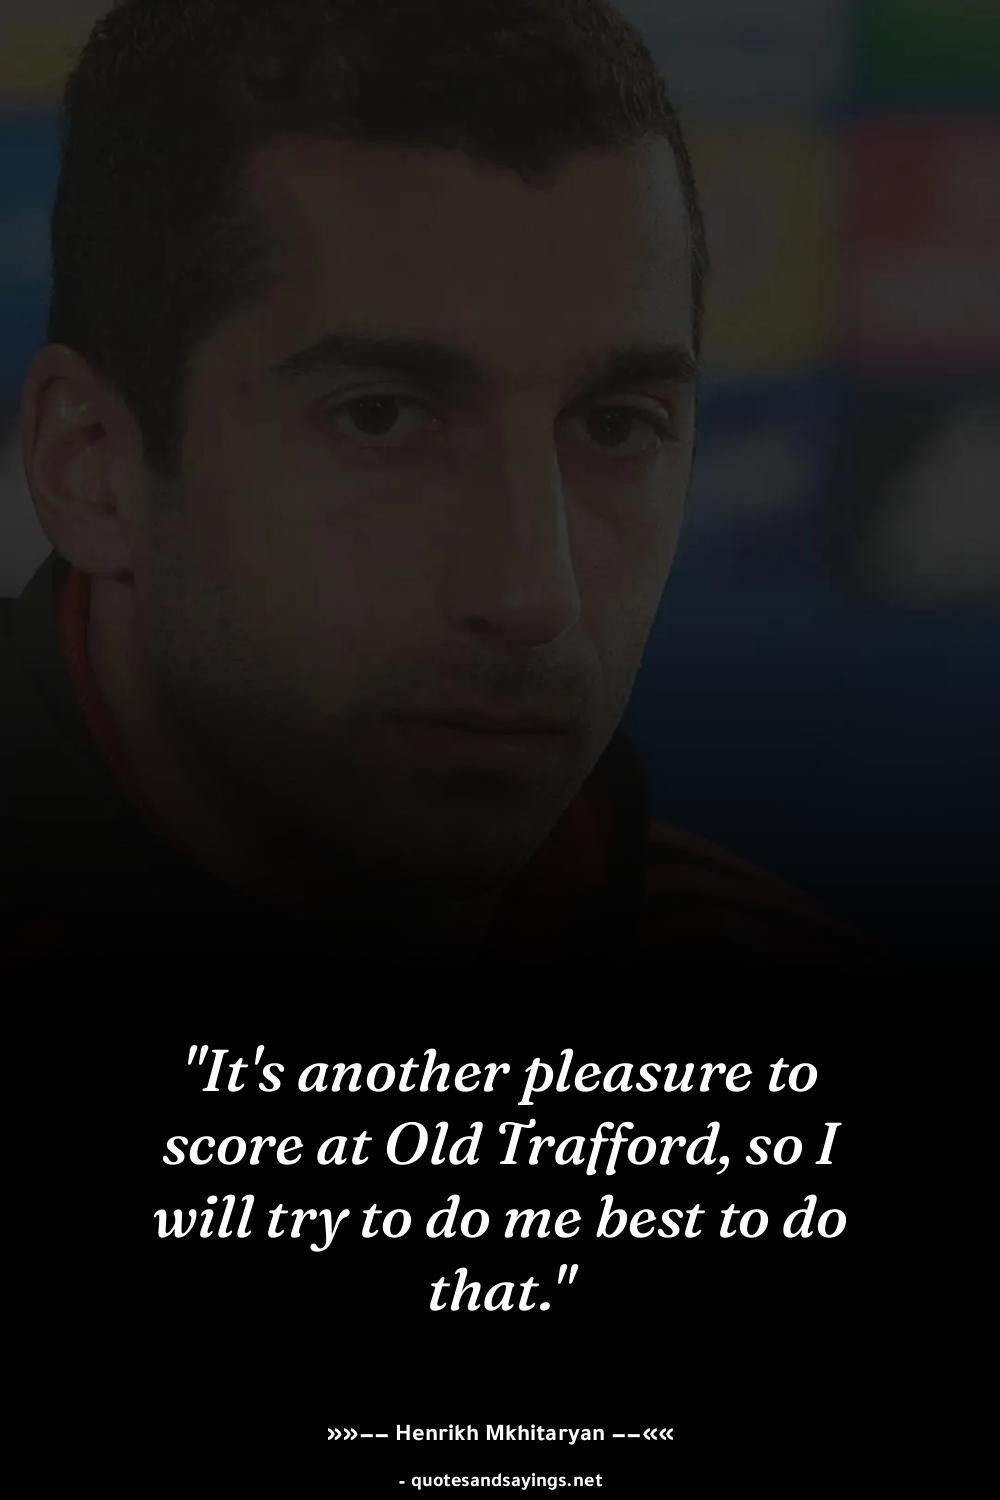 "It's another pleasure to
score at Old Trafford, so I
will try to do me best to do
that."
»»−− Henrikh Mkhitaryan −−««
- quotesandsayings.net